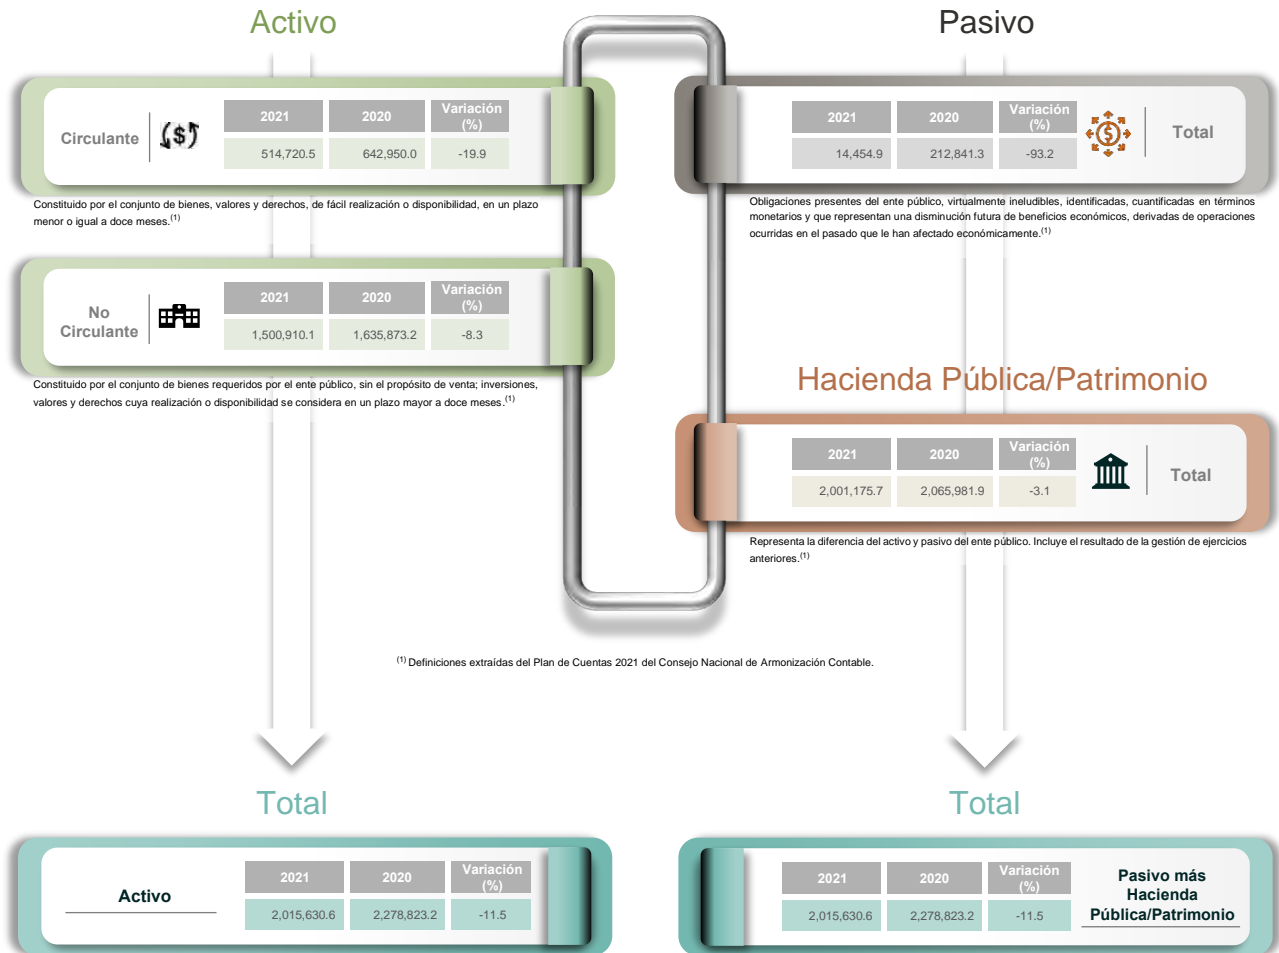 Activo
Circulante
2021 2020 Variación
(%)
514,720.5 642,950.0 -19.9
Constituido por el conjunto de bienes, valores y derechos, de fácil realización o disponibilidad, en un plazo
menor o igual a doce meses.(1)
No
Circulante
2021 2020 Variación
(%)
1,500,910.1 1,635,873.2 -8.3
Constituido por el conjunto de bienes requeridos por el ente público, sin el propósito de venta; inversiones,
valores y derechos cuya realización o disponibilidad se considera en un plazo mayor a doce meses.(1)
Pasivo
2021 2020 Variación
(%)
14,454.9 212,841.3 -93.2
Total
Obligaciones presentes del ente público, virtualmente ineludibles, identificadas, cuantificadas en términos
monetarios y que representan una disminución futura de beneficios económicos, derivadas de operaciones
ocurridas en el pasado que le han afectado económicamente.(1)
Hacienda Pública/Patrimonio
2021 2020 Variación
(%)
2,001,175.7 2,065,981.9 -3.1
Total
Representa la diferencia del activo y pasivo del ente público. Incluye el resultado de la gestión de ejercicios
anteriores.(1)
(1) Definiciones extraídas del Plan de Cuentas 2021 del Consejo Nacional de Armonización Contable.
Total
Activo
2021 2020 Variación
(%)
2,015,630.6 2,278,823.2 -11.5
Total
2021 2020 Variación
(%)
2,015,630.6 2,278,823.2 -11.5
Pasivo más
Hacienda
Pública/Patrimonio